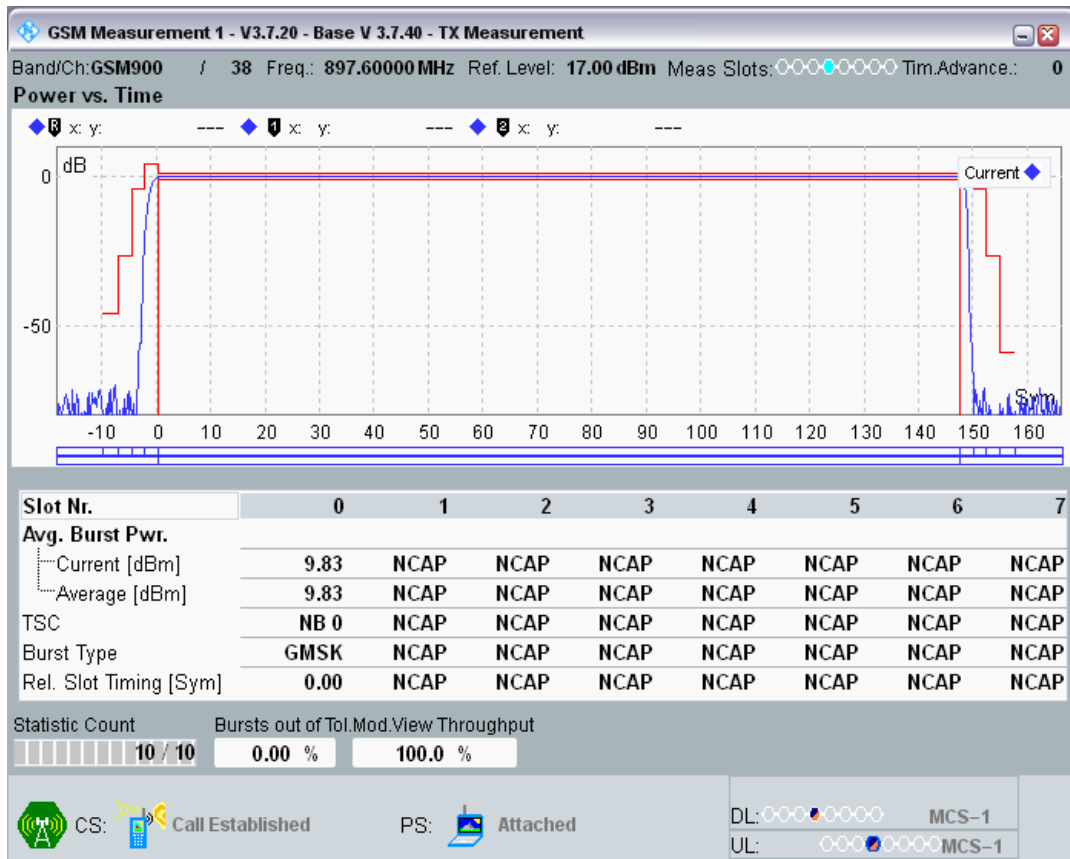 GSM Measurement 1 - V3.7.20 - Base V 3.7.40 - TX Measurement
Band/Ch:GSM900 / 38 Freq.: 897.60000 MHz Ref. Level: 17.00 dBm Meas Slots: Tim.Advance.: 0
Power vs. Time
R x: y: --- 1 x: y: --- 2 x: y: ---
dB
Current
0
-50
Sym
-10 0 10 20 30 40 50 60 70 80 90 100 110 120 130 140 150 160
Slot Nr. 0 1 2 3 4 5 6 7
Avg. Burst Pwr.
Current [dBm] 9.83 NCAP NCAP NCAP NCAP NCAP NCAP NCAP
Average [dBm] 9.83 NCAP NCAP NCAP NCAP NCAP NCAP NCAP
TSC NB 0 NCAP NCAP NCAP NCAP NCAP NCAP NCAP
Burst Type GMSK NCAP NCAP NCAP NCAP NCAP NCAP NCAP
Rel. Slot Timing [Sym] 0.00 NCAP NCAP NCAP NCAP NCAP NCAP NCAP
Statistic Count Bursts out of Tol. Mod.View Throughput
10 / 10 0.00 % 100.0 %
CS: Call Established PS: Attached
DL: MCS-1
UL: MCS-1